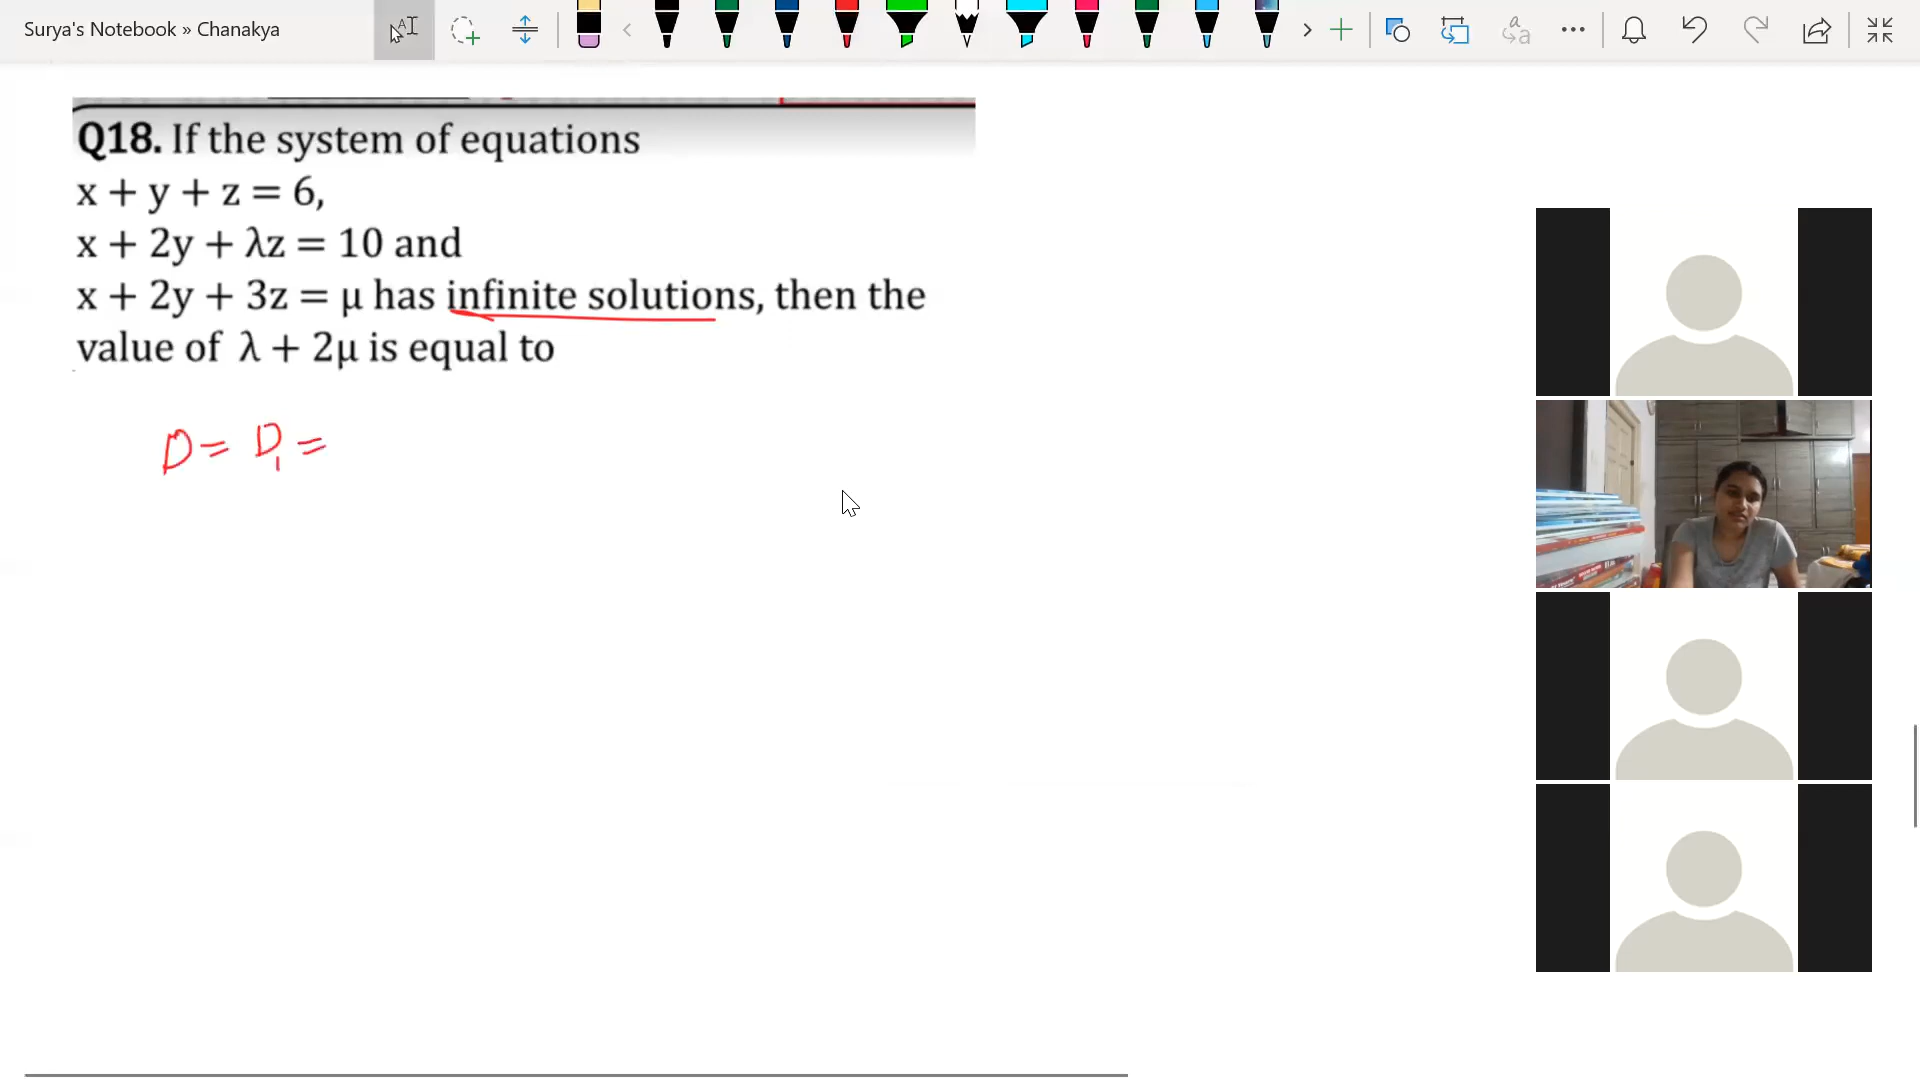 Surya's Notebook » Chanakya
Q18. If the system of equations
x + y + z = 6,
x + 2y + λz = 10 and
x + 2y + 3z = μ has infinite solutions, then the
value of λ + 2μ is equal to
D = D₁ =